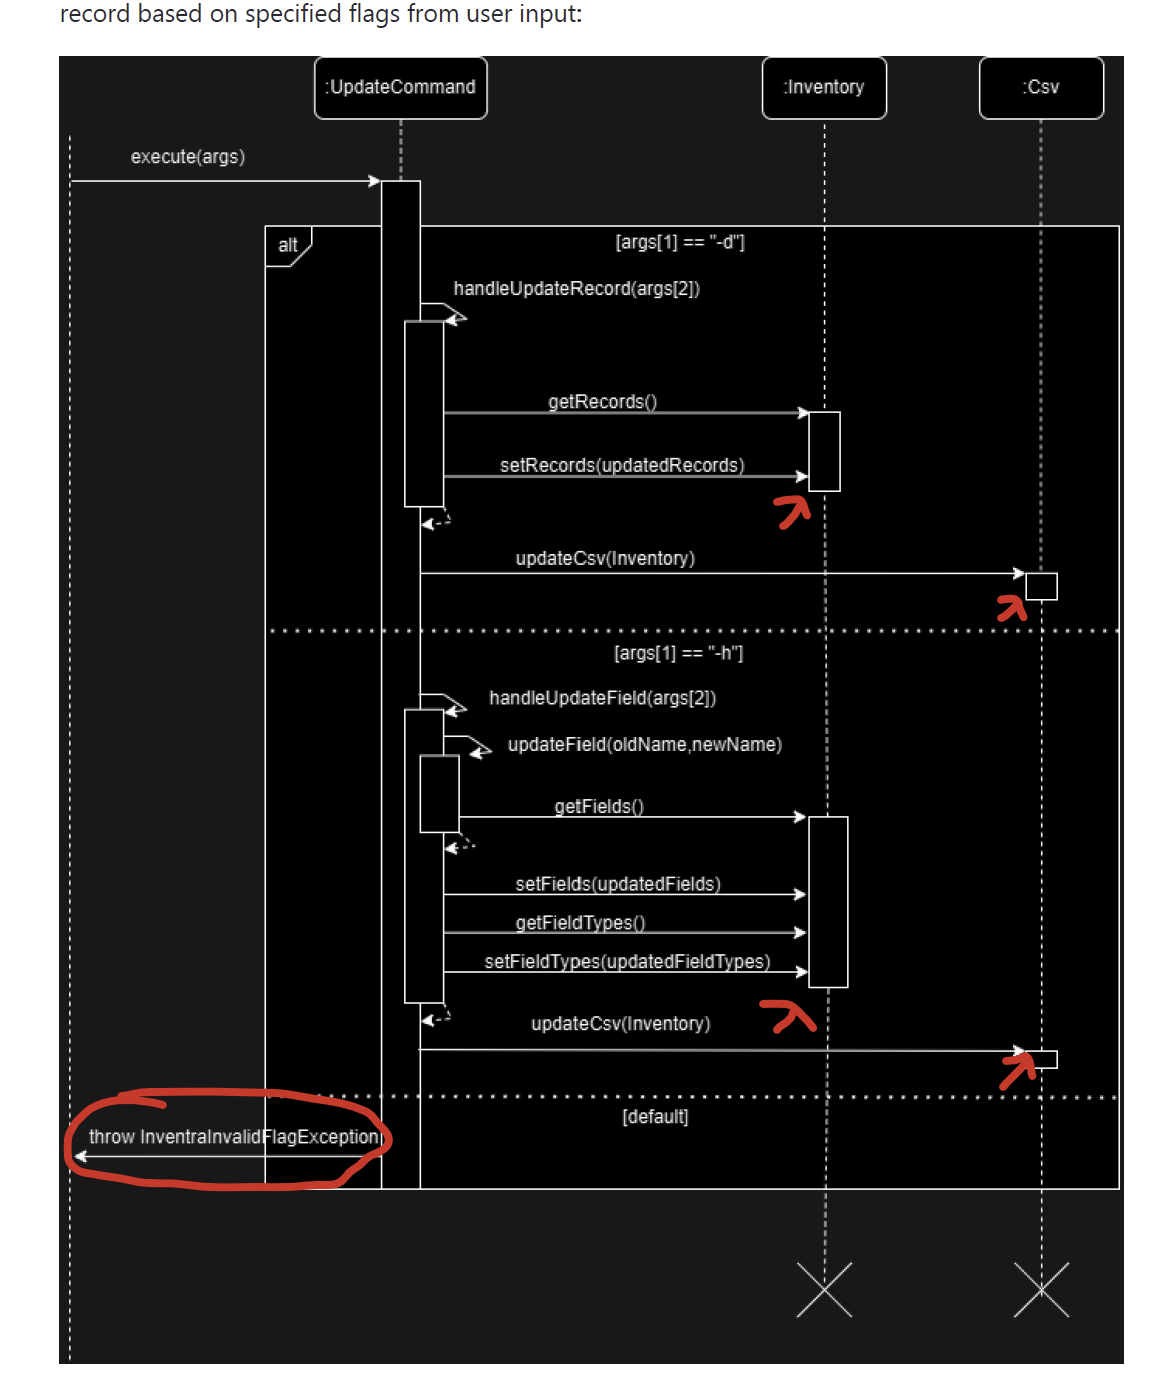 record based on specified flags from user input:
:UpdateCommand
:Inventory
:Csv
execute(args)
alt
[args[1] == "-d"]
handleUpdateRecord(args[2])
getRecords()
setRecords(updatedRecords)
updateCsv(Inventory)
[args[1] == "-h"]
handleUpdateField(args[2])
updateField(oldName,newName)
getFields()
setFields(updatedFields)
getFieldTypes()
setFieldTypes(updatedFieldTypes)
updateCsv(Inventory)
[default]
throw InventraInvalidFlagException